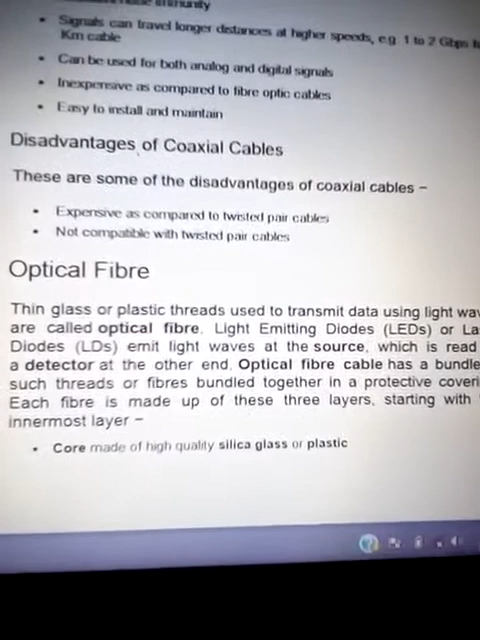 immunity
• Signals can travel longer distances at higher speeds, e.g. 1 to 2 Gbps
Km cable
• Can be used for both analog and digital signals
• Inexpensive as compared to fibre optic cables
• Easy to install and maintain
Disadvantages of Coaxial Cables
These are some of the disadvantages of coaxial cables –
• Expensive as compared to twisted pair cables
• Not compatible with twisted pair cables
Optical Fibre
Thin glass or plastic threads used to transmit data using light wav
are called optical fibre. Light Emitting Diodes (LEDs) or La
Diodes (LDs) emit light waves at the source, which is read
a detector at the other end. Optical fibre cable has a bundle
such threads or fibres bundled together in a protective coveri
Each fibre is made up of these three layers, starting with
innermost layer –
• Core made of high quality silica glass or plastic